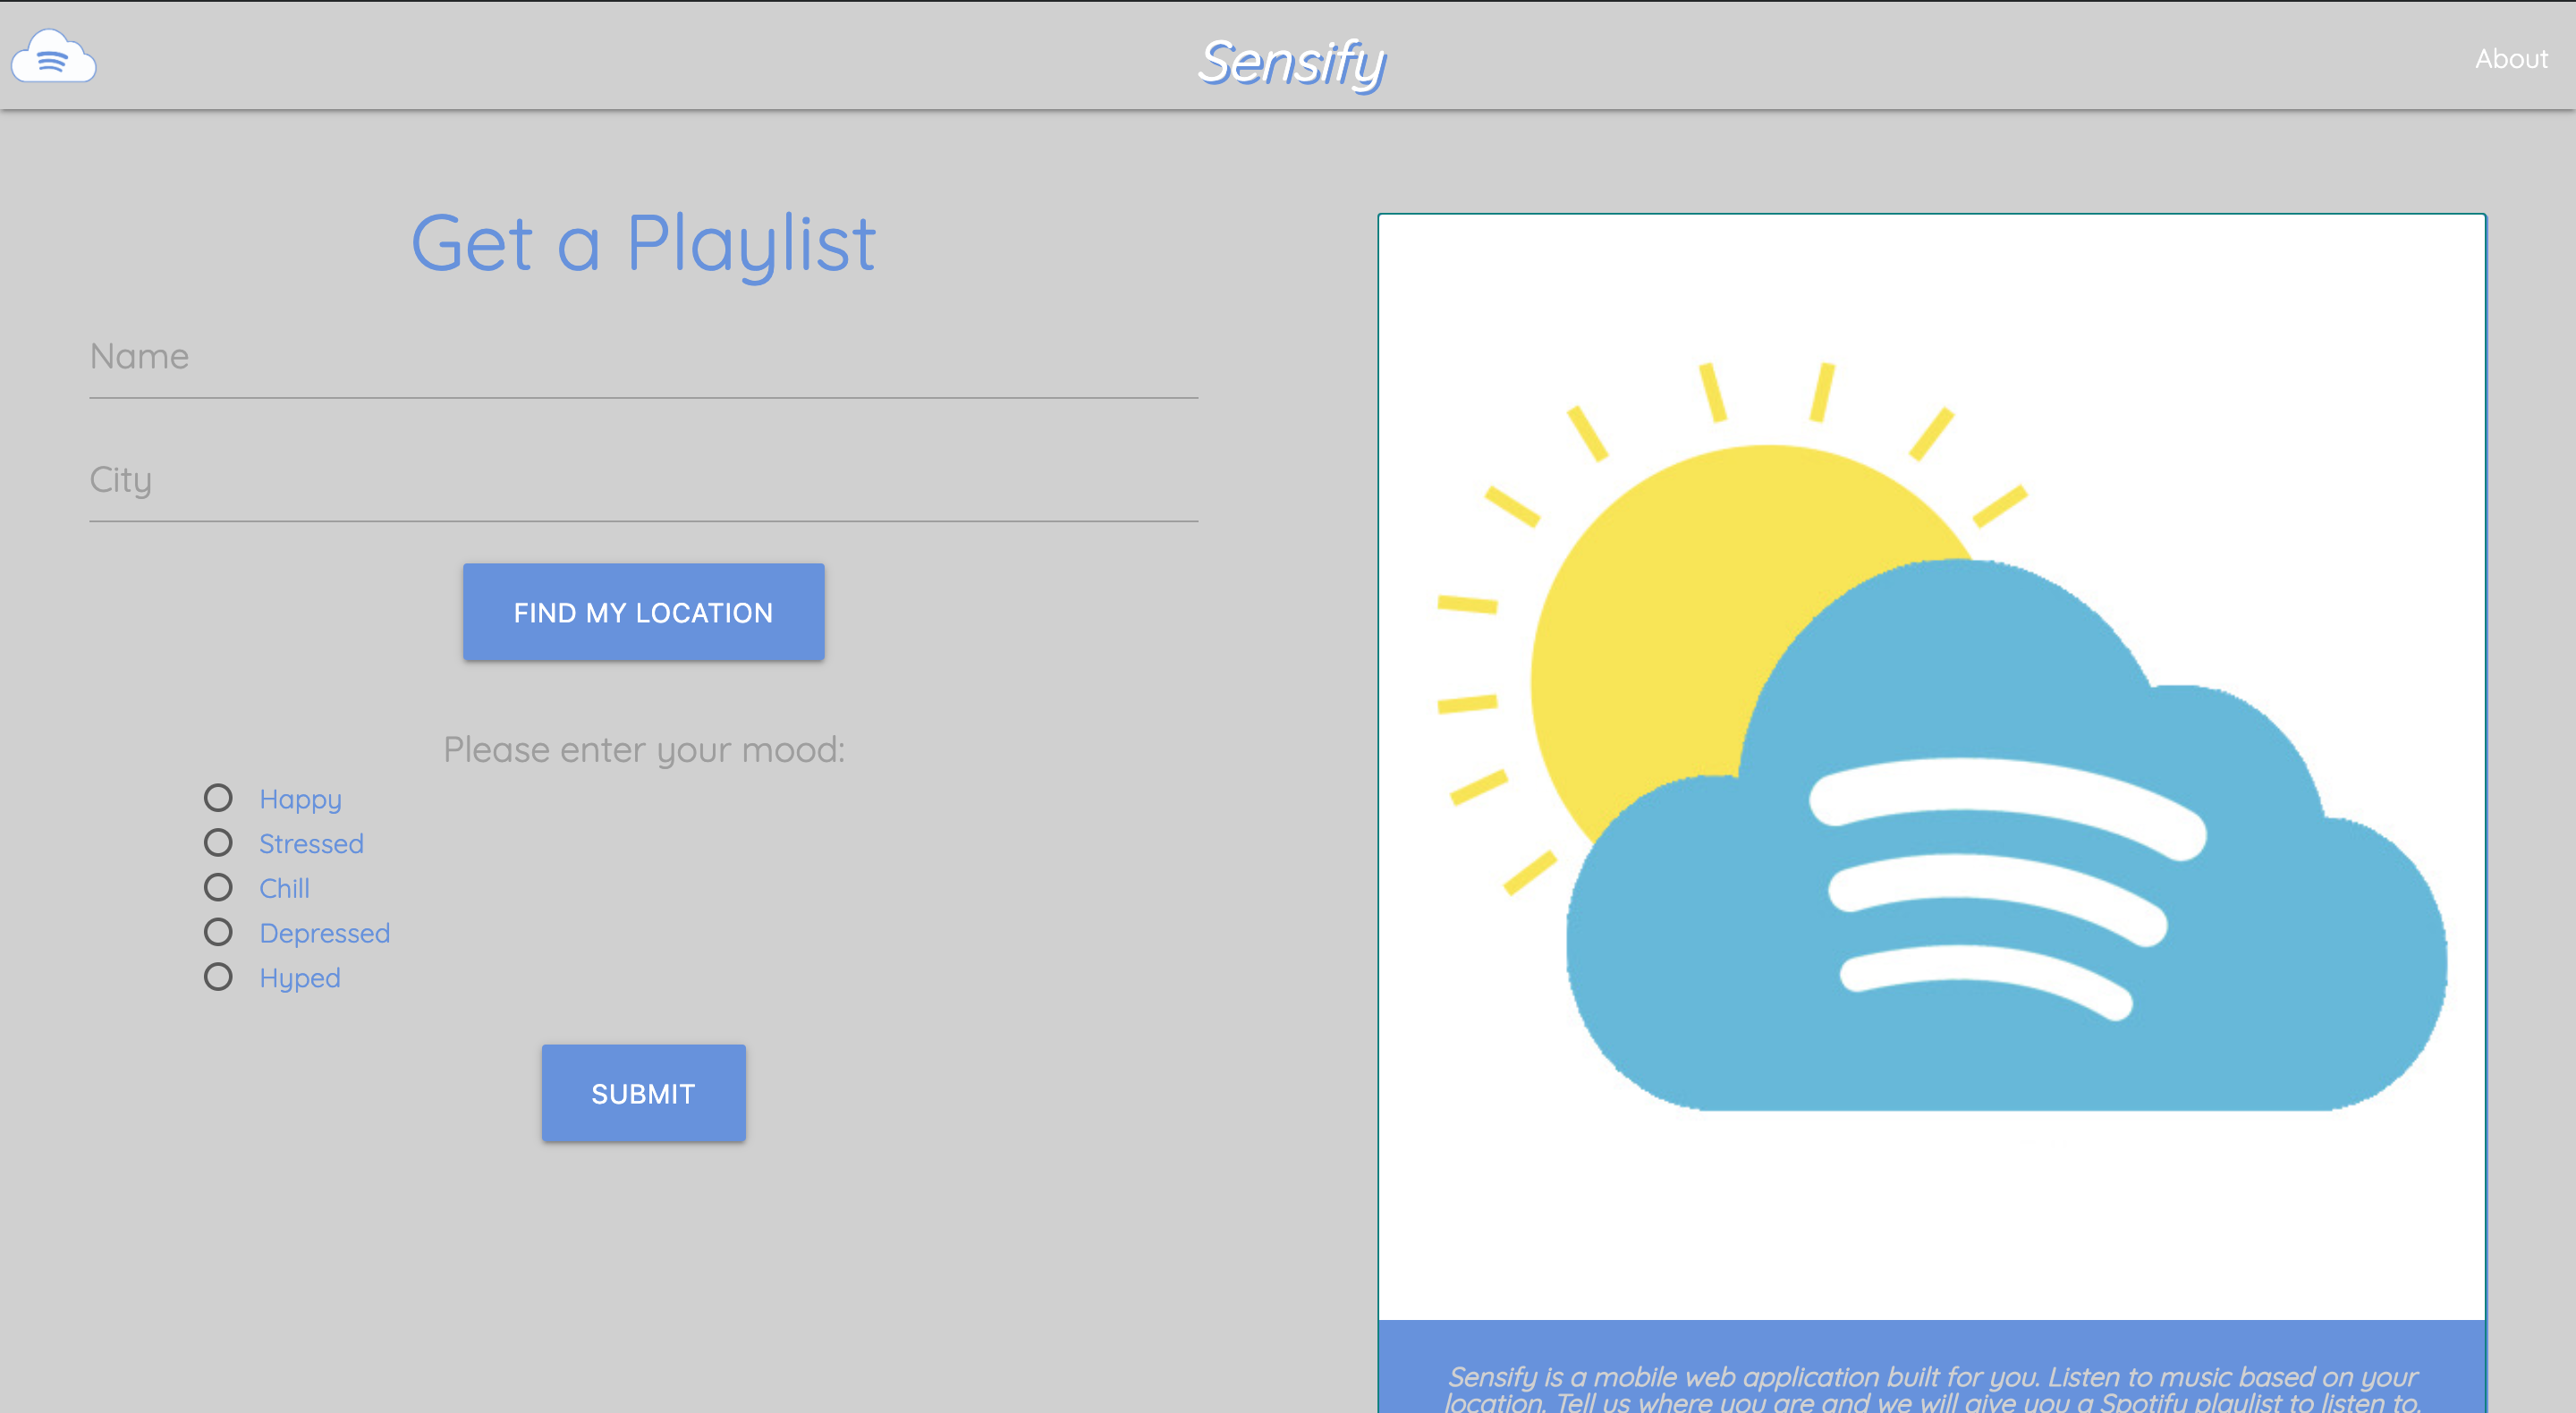 Sensify
About
Get a Playlist
Name
City
FIND MY LOCATION
Please enter your mood:
Happy
Stressed
Chill
Depressed
Hyped
SUBMIT
Sensify is a mobile web application built for you. Listen to music based on your
location. Tell us where you are and we will give you a Spotify playlist to listen to.